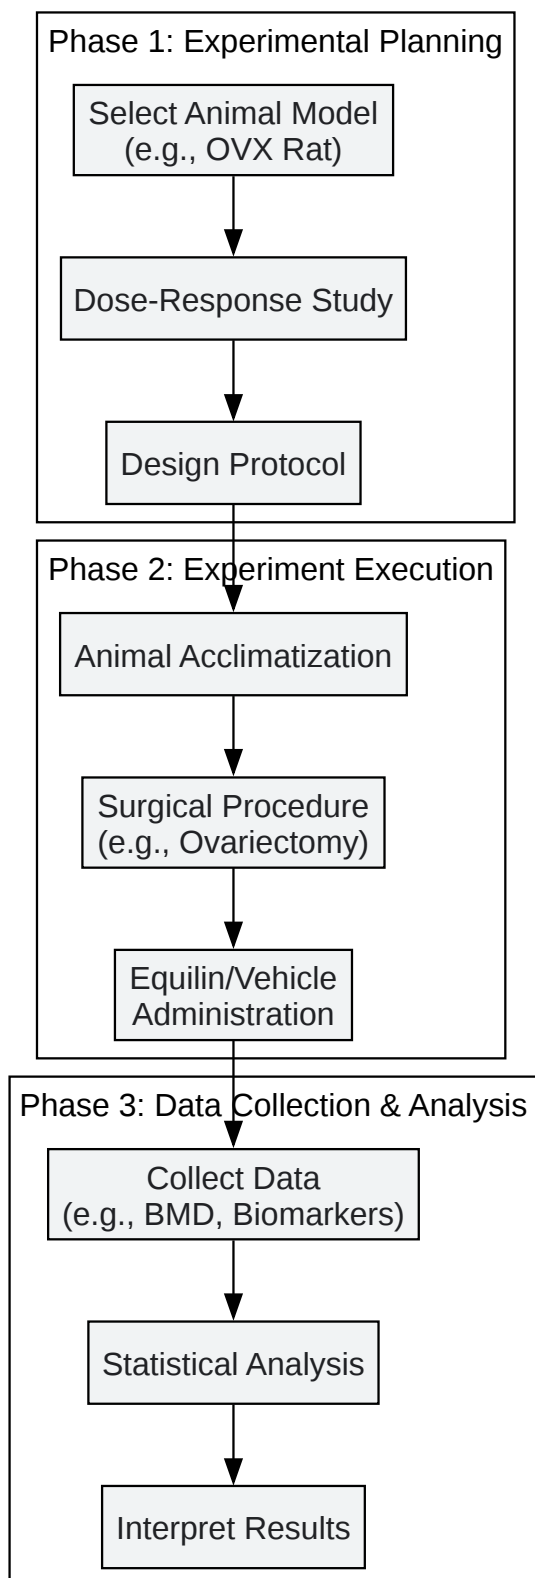 Phase 1: Experimental Planning
Select Animal Model
(e.g., OVX Rat)
Dose-Response Study
Design Protocol
Phase 2: Experiment Execution
Animal Acclimatization
Surgical Procedure
(e.g., Ovariectomy)
Equilin/Vehicle
Administration
Phase 3: Data Collection & Analysis
Collect Data
(e.g., BMD, Biomarkers)
Statistical Analysis
Interpret Results